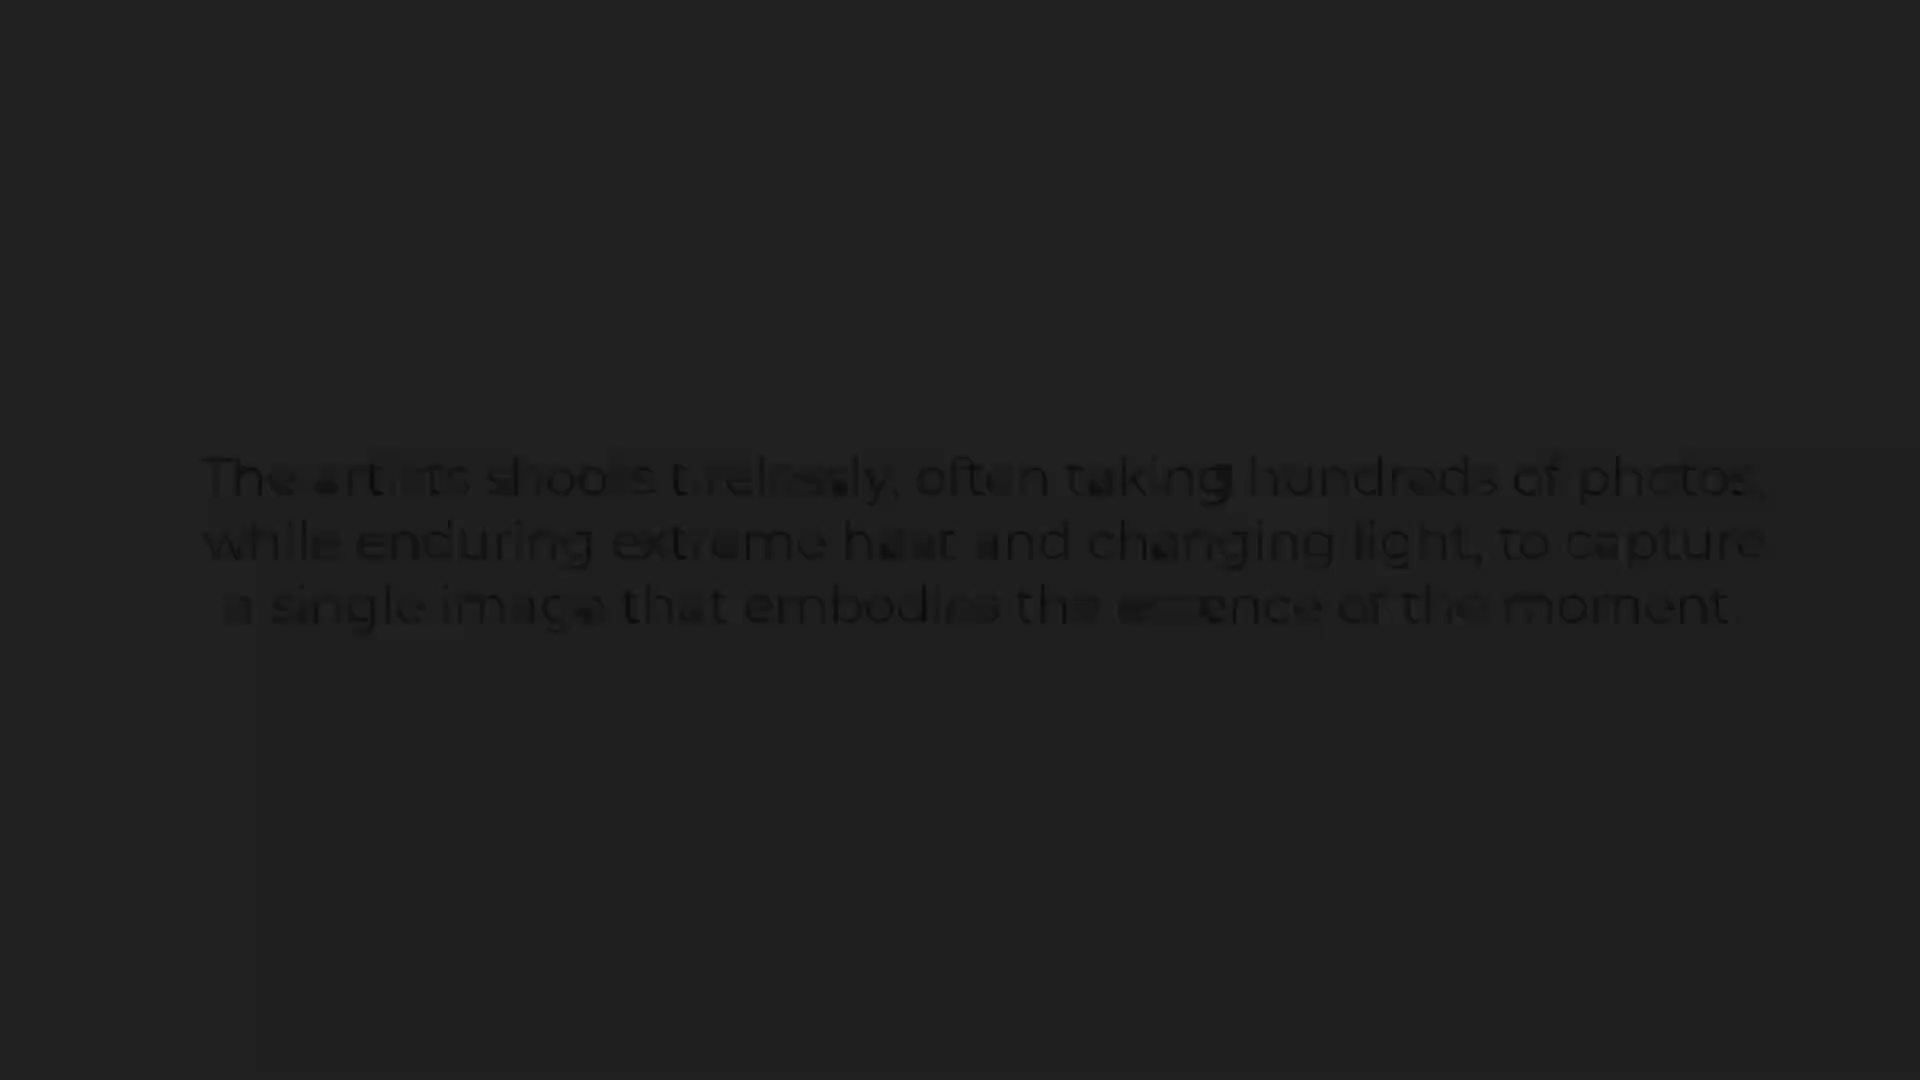 The artists shoots tirelessly, often taking hundreds of photos,
while enduring extreme heat and changing light, to capture
a single image that embodies the essence of the moment.